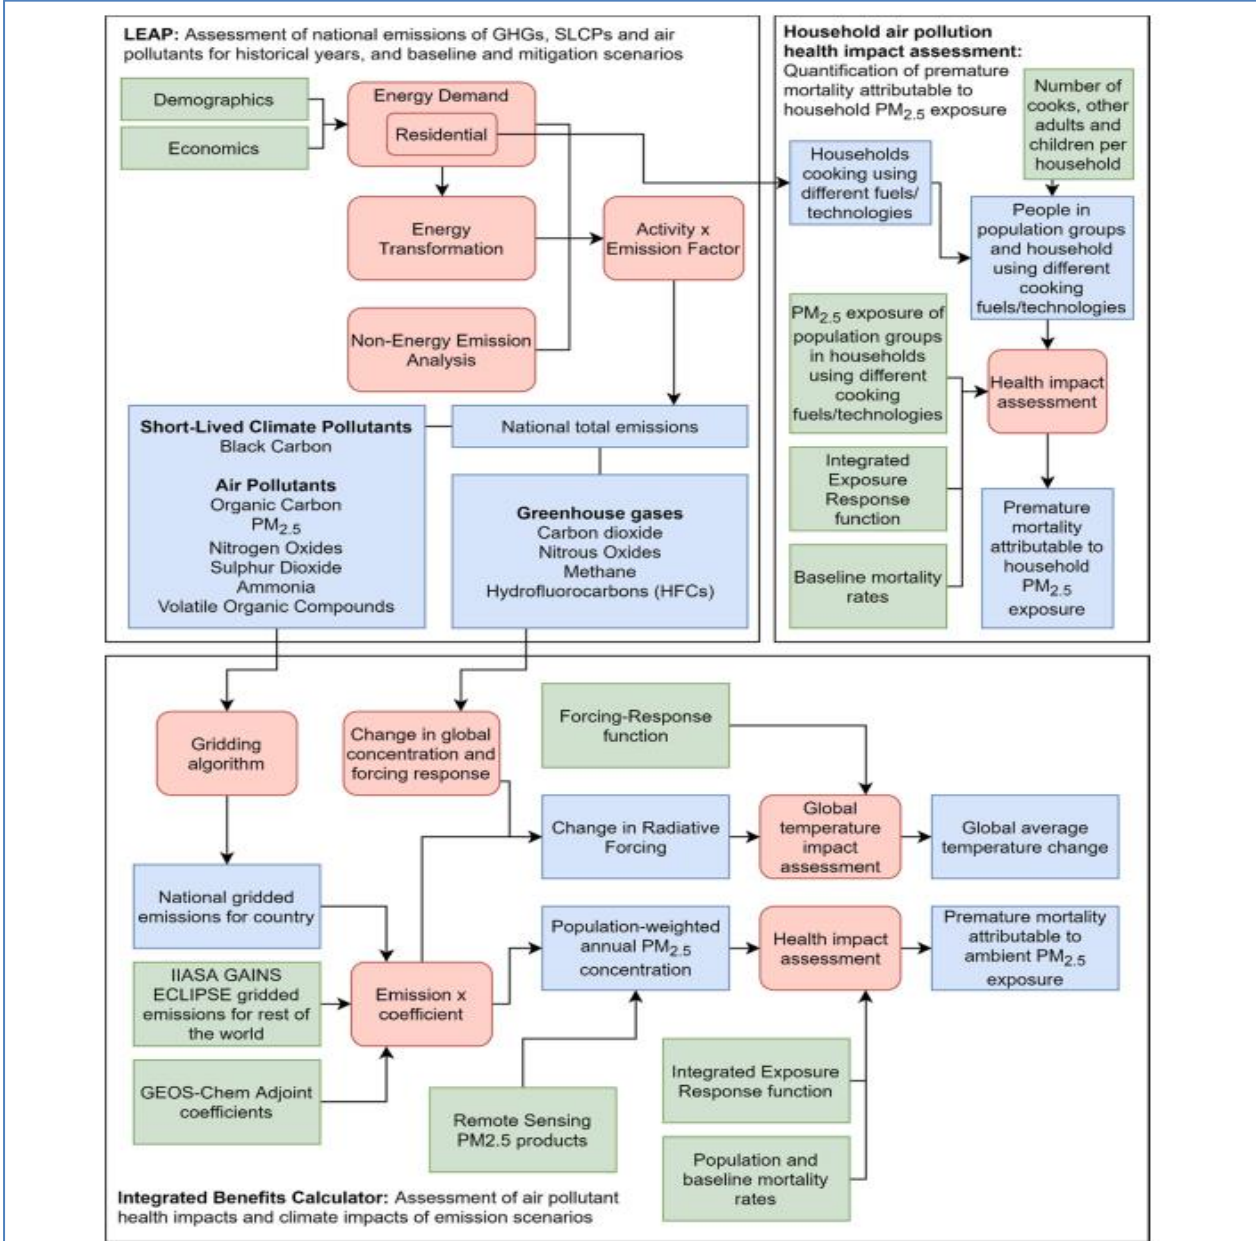 LEAP: Assessment of national emissions of GHGs, SLCPs and air
pollutants for historical years, and baseline and mitigation scenarios
Demographics
Economics
Energy Demand
Residential
Energy
Transformation
Activity x
Emission Factor
Non-Energy Emission
Analysis
Short-Lived Climate Pollutants
Black Carbon
Air Pollutants
Organic Carbon
PM2.5
Nitrogen Oxides
Sulphur Dioxide
Ammonia
Volatile Organic Compounds
National total emissions
Greenhouse gases
Carbon dioxide
Nitrous Oxides
Methane
Hydrofluorocarbons (HFCs)
Household air pollution
health impact assessment:
Quantification of premature
mortality attributable to
household PM2.5 exposure
Number of
cooks, other
adults and
children per
household
Households
cooking using
different fuels/
technologies
People in
population groups
and household
using different
cooking
fuels/technologies
PM2.5 exposure of
population groups
in households
using different
cooking
fuels/technologies
Health impact
assessment
Integrated
Exposure
Response
function
Baseline mortality
rates
Premature
mortality
attributable to
household
PM2.5
exposure
Gridding
algorithm
Change in global
concentration and
forcing response
Forcing-Response
function
Change in Radiative
Forcing
Global
temperature
impact
assessment
Global average
temperature change
National gridded
emissions for country
Population-weighted
annual PM2.5
concentration
Health impact
assessment
Premature mortality
attributable to
ambient PM2.5
exposure
IIASA GAINS
ECLIPSE gridded
emissions for rest of
the world
Emission x
coefficient
GEOS-Chem Adjoint
coefficients
Remote Sensing
PM2.5 products
Integrated Exposure
Response function
Population and
baseline mortality
rates
Integrated Benefits Calculator: Assessment of air pollutant
health impacts and climate impacts of emission scenarios